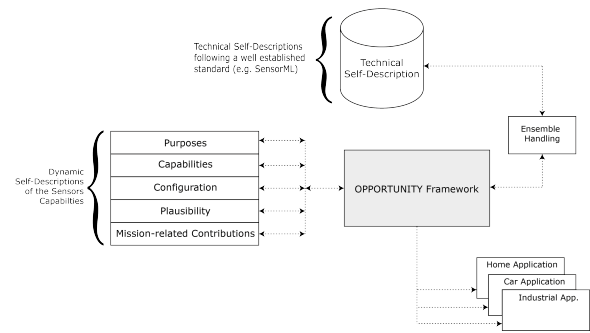 Technical Self-Descriptions
following a well established
standard (e.g. SensorML)
Technical
Self-Description
Ensemble
Handling
Dynamic
Self-Descriptions
of the Sensors
Capabilties
Purposes
Capabilities
Configuration
Plausibility
Mission-related Contributions
OPPORTUNITY Framework
Home Application
Car Application
Industrial App.